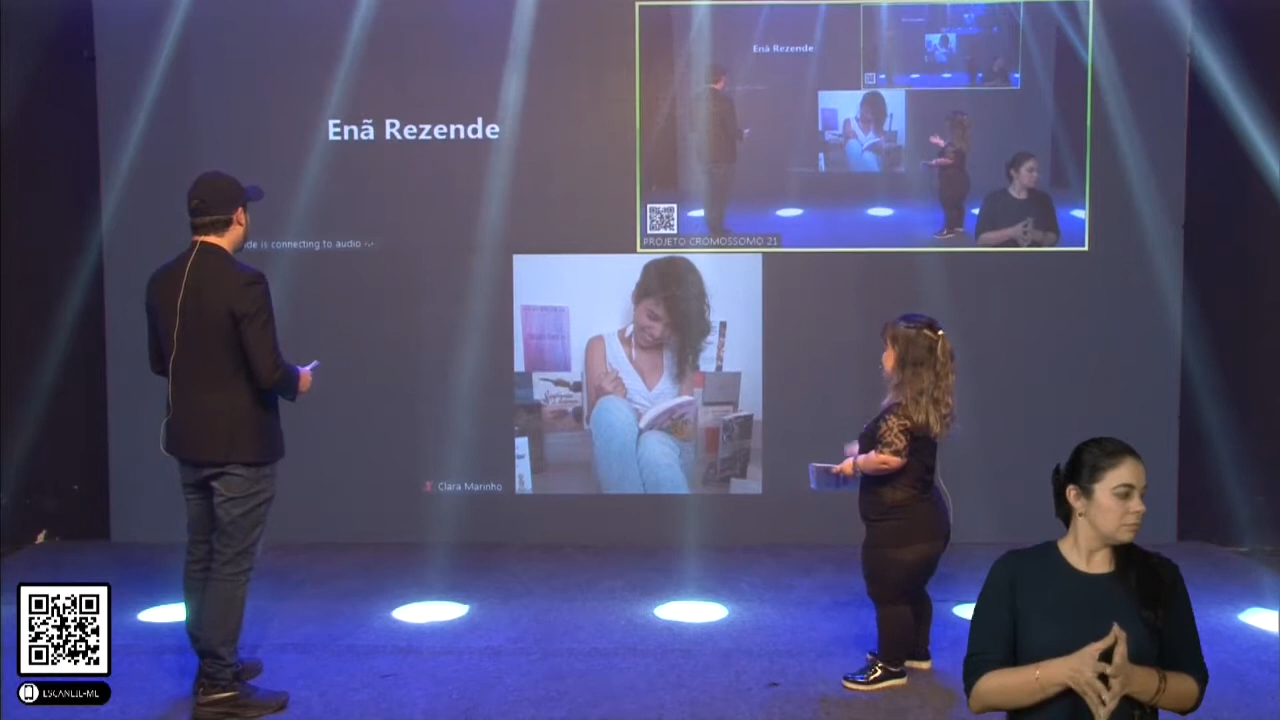 Enã Rezende
Enã Rezende
PROJETO CROMOSSOMO 21
de is connecting to audio
Clara Marinho
ESCANEIE-ME